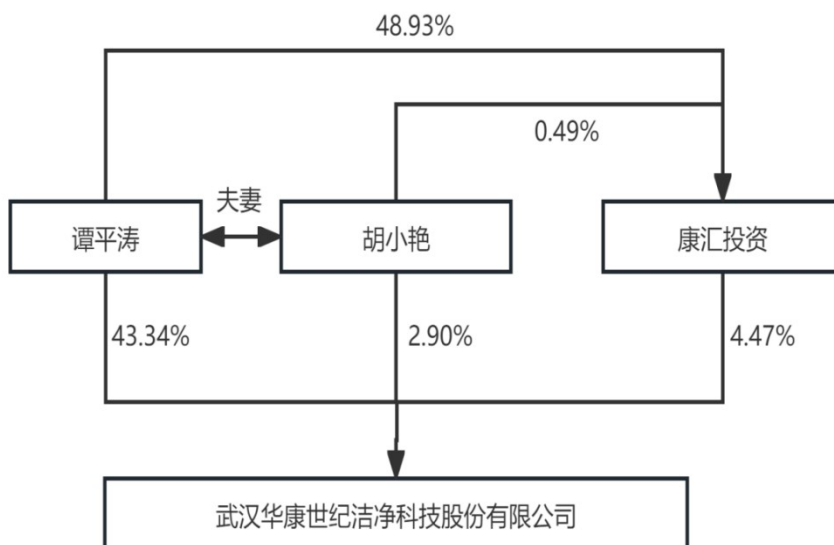 48.93%
0.49%
夫妻
谭平涛
胡小艳
康汇投资
43.34%
2.90%
4.47%
武汉华康世纪洁净科技股份有限公司